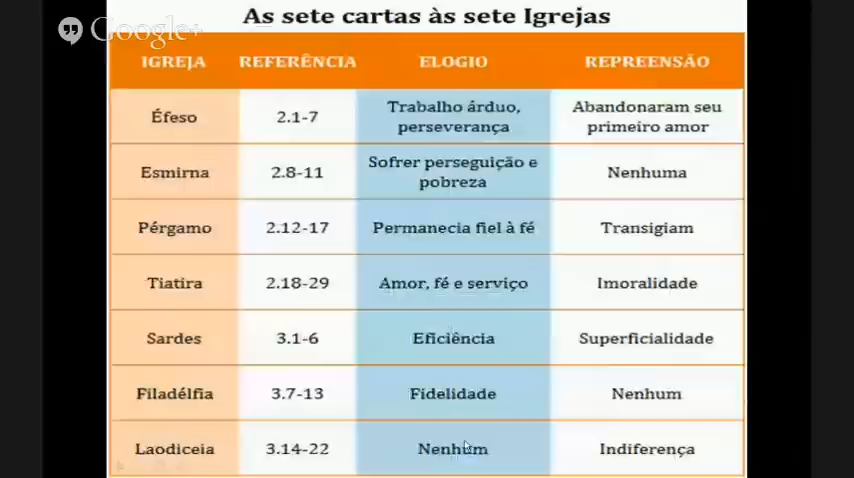 As sete cartas às sete Igrejas
Google+
IGREJA REFERÊNCIA ELOGIO REPREENSÃO
Éfeso 2.1-7 Trabalho árduo, perseverança Abandonaram seu primeiro amor
Esmirna 2.8-11 Sofrer perseguição e pobreza Nenhuma
Pérgamo 2.12-17 Permanecia fiel à fé Transigiam
Tiatira 2.18-29 Amor, fé e serviço Imoralidade
Sardes 3.1-6 Eficiência Superficialidade
Filadélfia 3.7-13 Fidelidade Nenhum
Laodiceia 3.14-22 Nenhum Indiferença